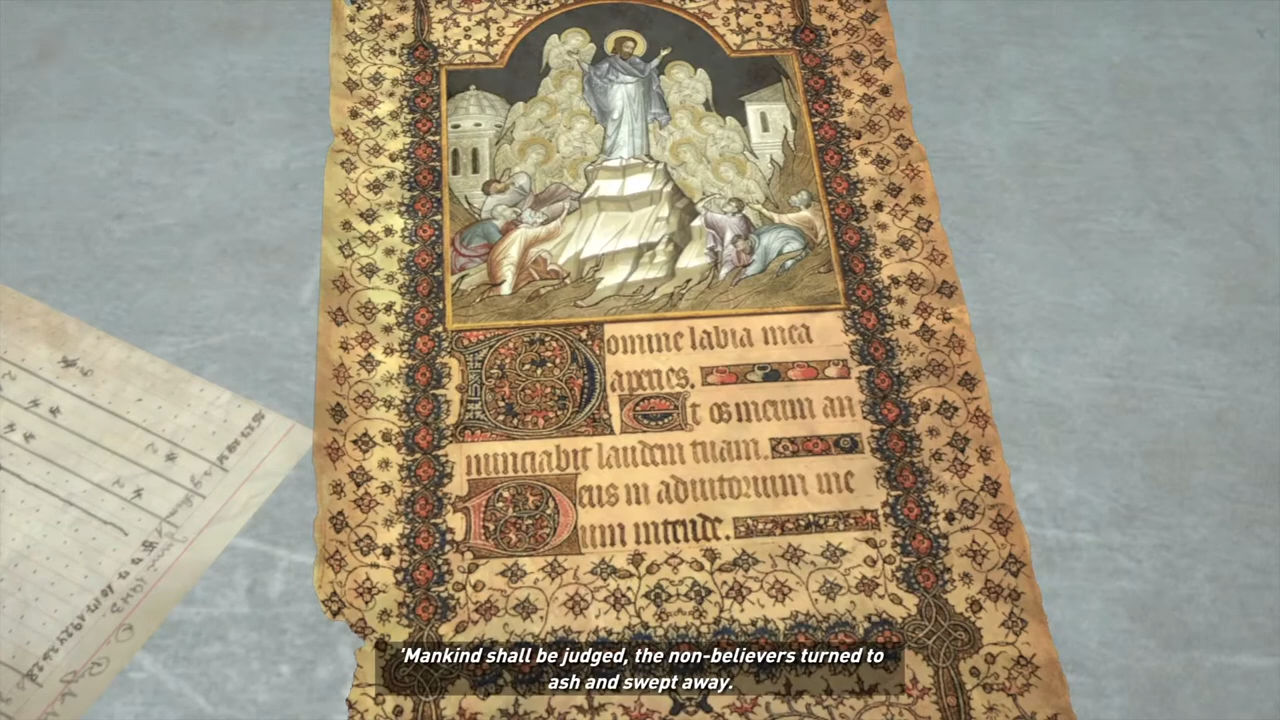 Domine labia mea
aperies.
Et os meum an
nunciabit laudem tuam.
Deus in adiutorium me
um intende.
'Mankind shall be judged, the non-believers turned to
ash and swept away.